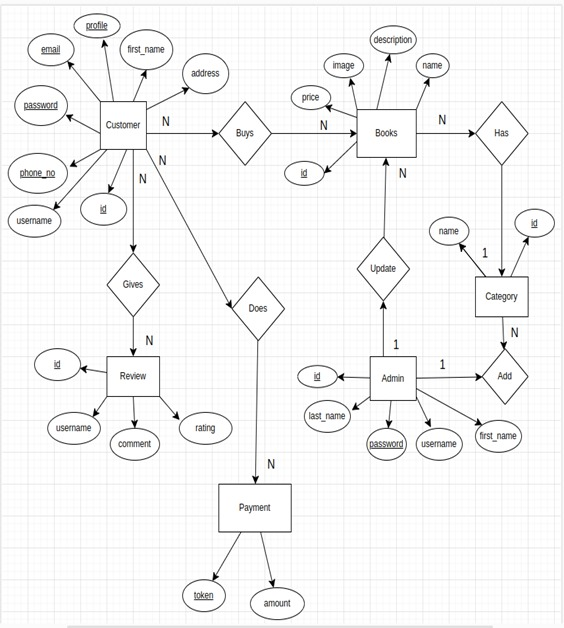 profile
email
first_name
description
image
name
address
price
password
Customer
N
Buys
N
Books
N
Has
phone_no
N
N
id
N
username
id
name
id
1
Gives
Update
Category
Does
N
N
1
id
Review
id
Admin
1
Add
last_name
username
comment
rating
password
username
first_name
N
Payment
token
amount